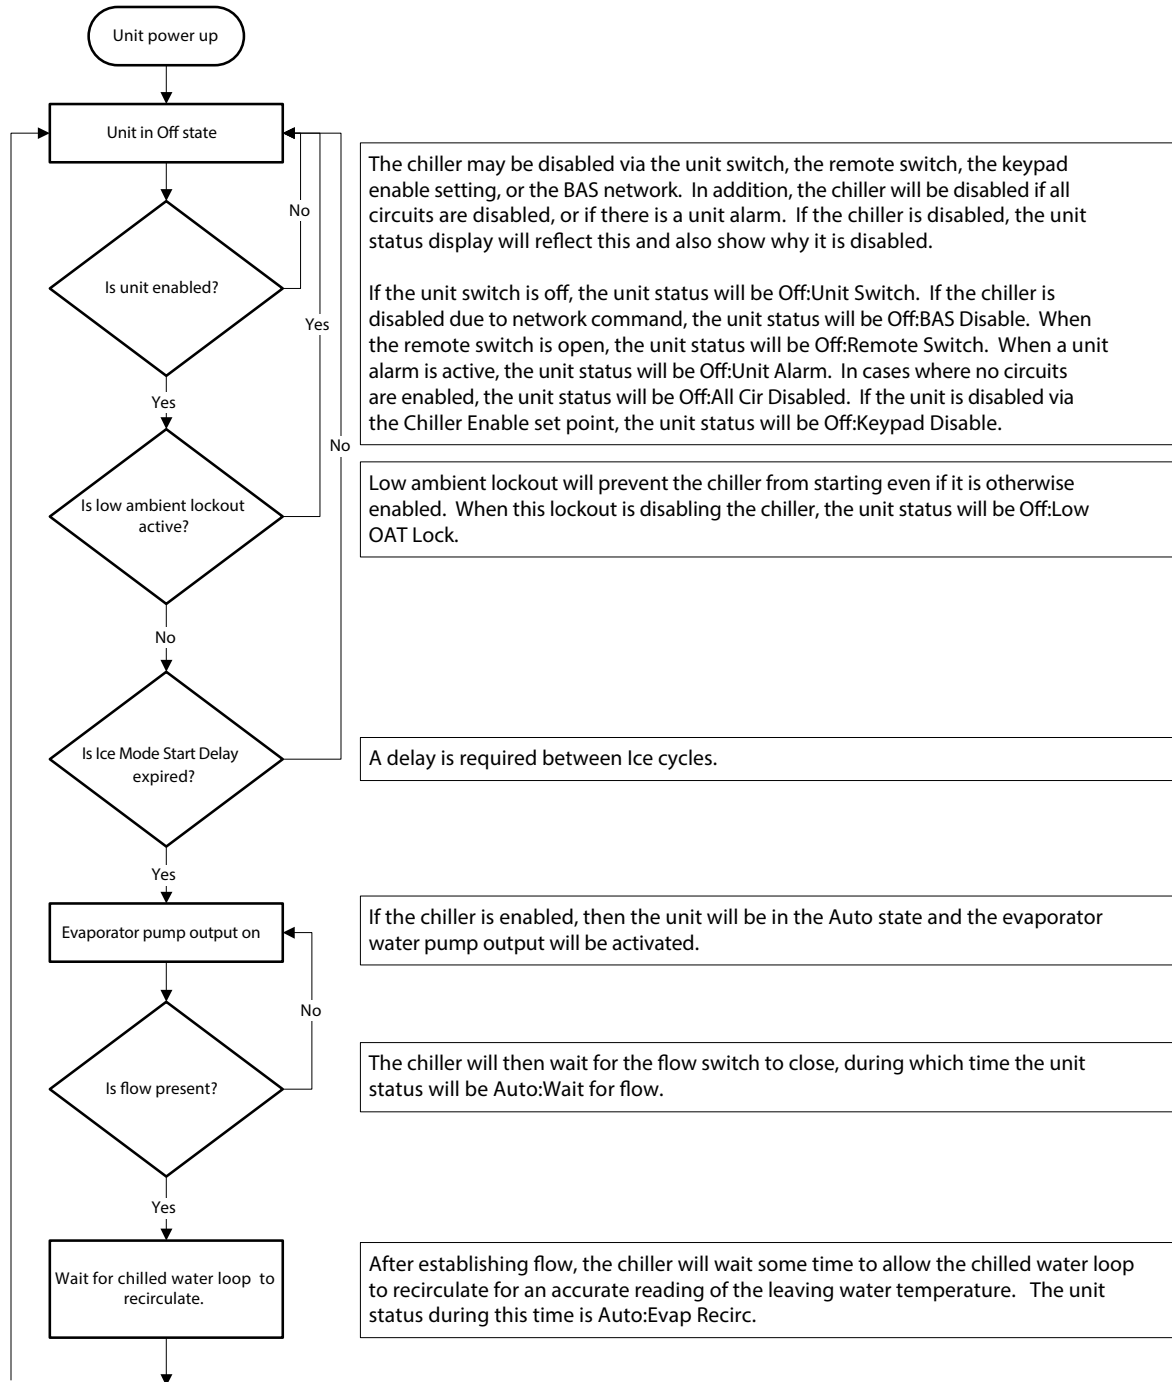 Unit power up
Unit in Off state
The chiller may be disabled via the unit switch, the remote switch, the keypad
enable setting, or the BAS network.  In addition, the chiller will be disabled if all
circuits are disabled, or if there is a unit alarm.  If the chiller is disabled, the unit
status display will reflect this and also show why it is disabled.
If the unit switch is off, the unit status will be Off:Unit Switch.  If the chiller is
disabled due to network command, the unit status will be Off:BAS Disable.  When
the remote switch is open, the unit status will be Off:Remote Switch.  When a unit
alarm is active, the unit status will be Off:Unit Alarm.  In cases where no circuits
are enabled, the unit status will be Off:All Cir Disabled.  If the unit is disabled via
the Chiller Enable set point, the unit status will be Off:Keypad Disable.
No
Is unit enabled?
Yes
Yes
No
Is low ambient lockout
active?
Low ambient lockout will prevent the chiller from starting even if it is otherwise
enabled.  When this lockout is disabling the chiller, the unit status will be Off:Low
OAT Lock.
No
Is Ice Mode Start Delay
expired?
A delay is required between Ice cycles.
Yes
Evaporator pump output on
If the chiller is enabled, then the unit will be in the Auto state and the evaporator
water pump output will be activated.
No
Is flow present?
The chiller will then wait for the flow switch to close, during which time the unit
status will be Auto:Wait for flow.
Yes
Wait for chilled water loop  to
recirculate.
After establishing flow, the chiller will wait some time to allow the chilled water loop
to recirculate for an accurate reading of the leaving water temperature.   The unit
status during this time is Auto:Evap Recirc.